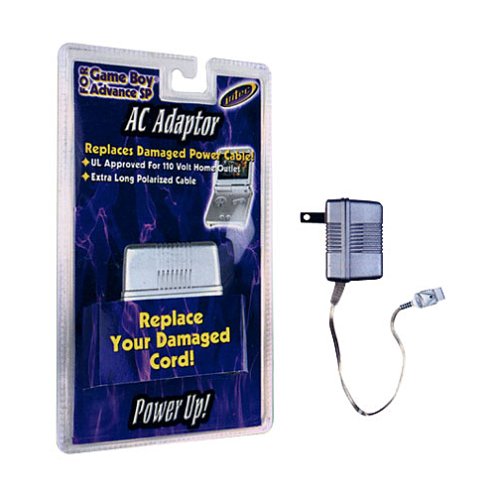 FOR Game Boy
Advance SP
intec
AC Adaptor
Replaces Damaged Power Cable!
UL Approved For 110 Volt Home Outlet
Extra Long Polarized Cable
Replace
Your Damaged
Cord!
Power Up!